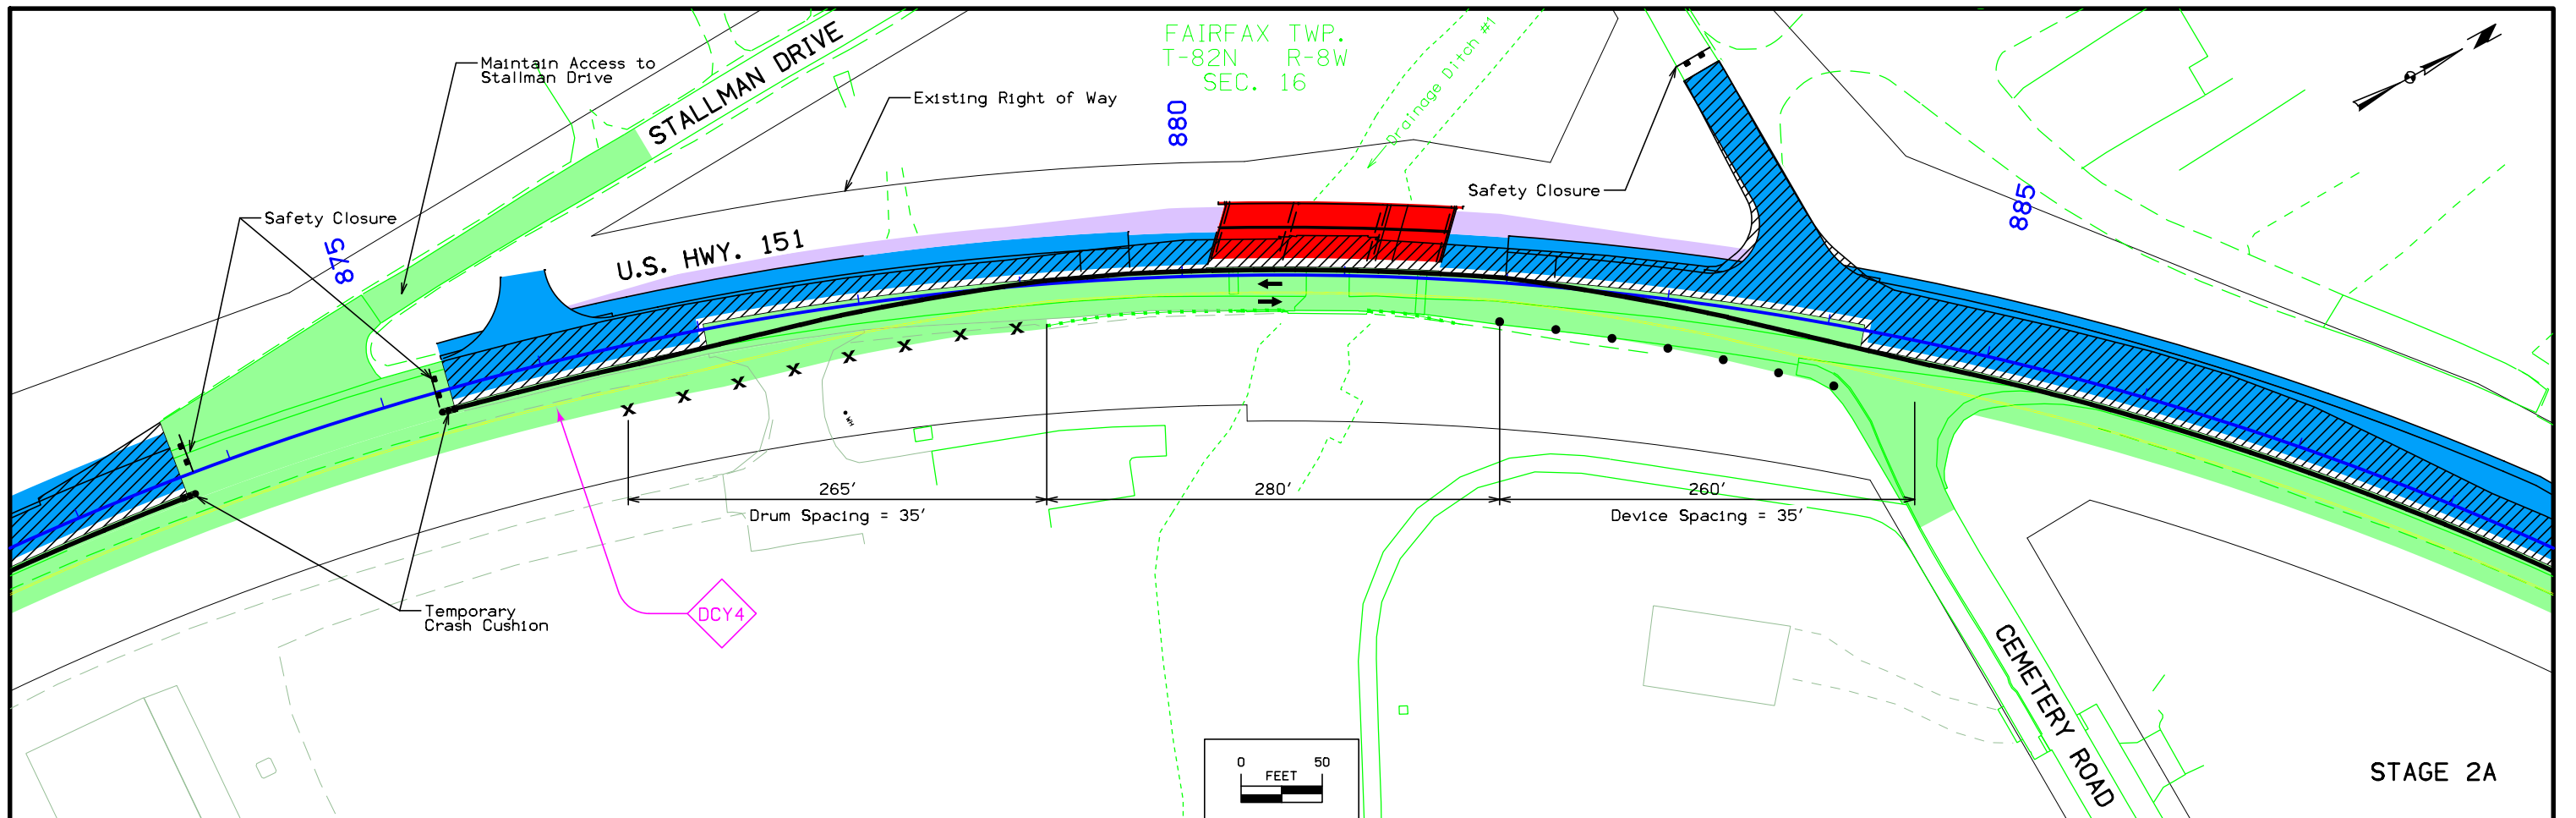 Maintain Access to
Stallman Drive
STALLMAN DRIVE
FAIRFAX TWP.
T-82N R-8W
SEC. 16
Drainage Ditch #1
N
Existing Right of Way
880
Safety Closure
885
Safety Closure
875
U.S. HWY. 151
X X X X X X X X
WH
265'
280'
260'
Drum Spacing = 35'
Device Spacing = 35'
Temporary
Crash Cushion
DCY4
CEMETERY ROAD
0 50
FEET
STAGE 2A